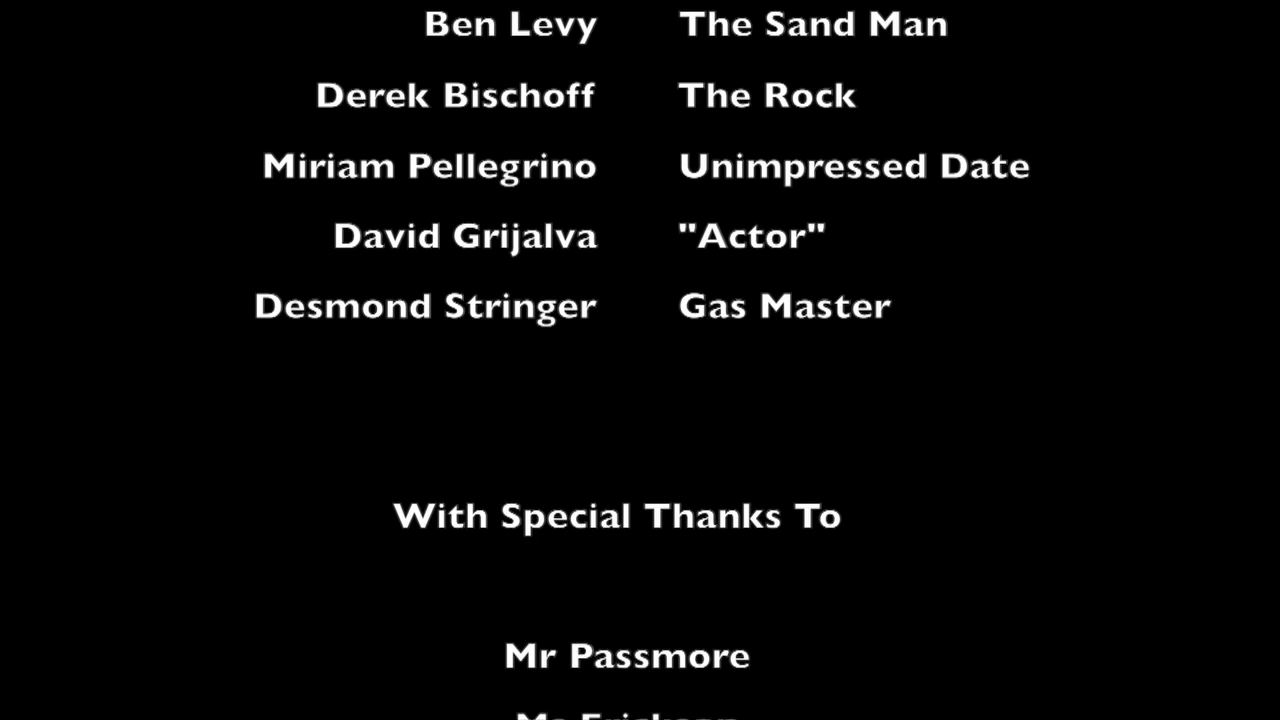 Ben Levy The Sand Man
Derek Bischoff The Rock
Miriam Pellegrino Unimpressed Date
David Grijalva "Actor"
Desmond Stringer Gas Master
With Special Thanks To
Mr Passmore